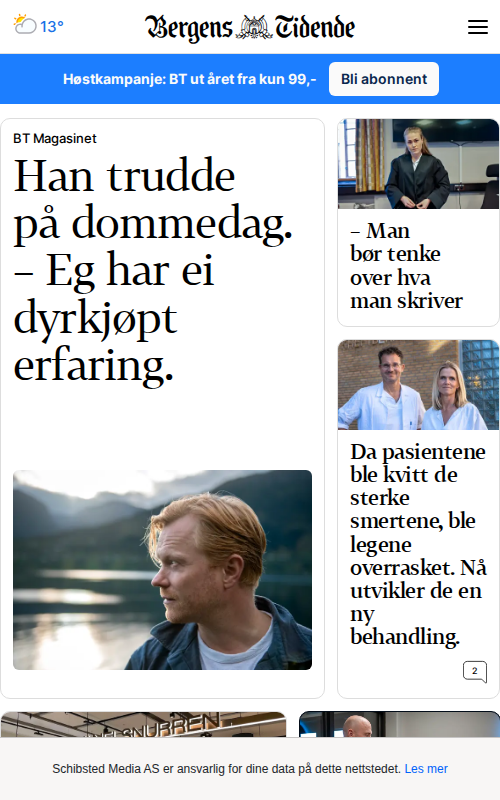 13°
Bergens Tidende
Høstkampanje: BT ut året fra kun 99,-
Bli abonnent
BT Magasinet
Han trudde
på dommedag.
– Eg har ei
dyrkjøpt
erfaring.
– Man
bør tenke
over hva
man skriver
Da pasientene
ble kvitt de
sterke
smertene, ble
legene
overrasket. Nå
utvikler de en
ny
behandling.
2
Schibsted Media AS er ansvarlig for dine data på dette nettstedet. Les mer